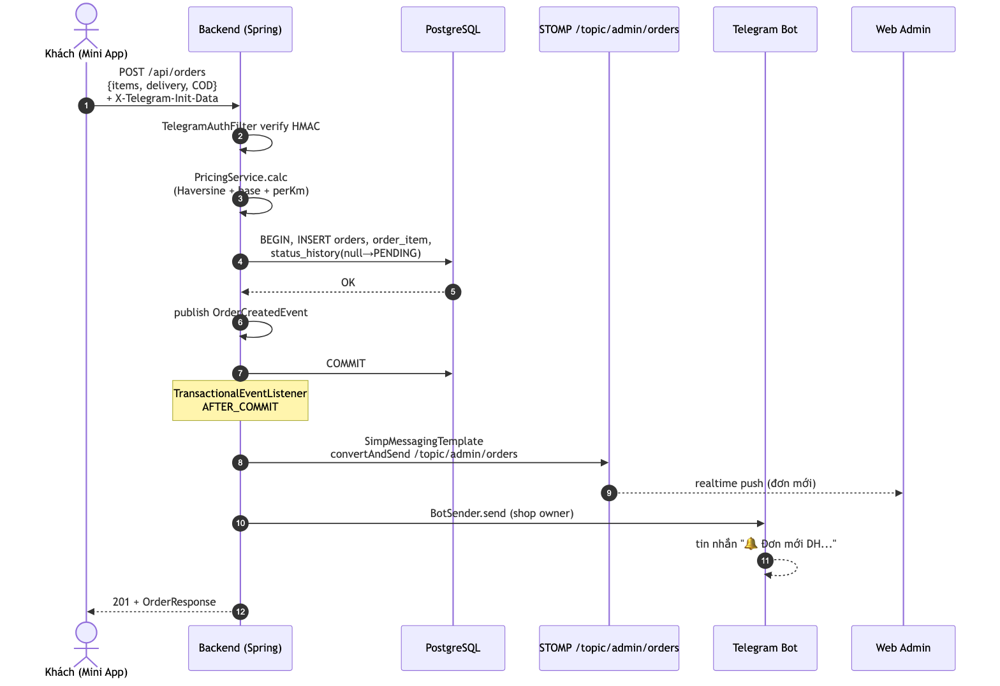 Khách (Mini App)
Backend (Spring)
PostgreSQL
STOMP /topic/admin/orders
Telegram Bot
Web Admin
POST /api/orders
{items, delivery, COD}
+ X-Telegram-Init-Data
1
TelegramAuthFilter verify HMAC
2
PricingService.calc
(Haversine + base + perKm)
3
BEGIN, INSERT orders, order_item,
status_history(null→PENDING)
4
OK
5
publish OrderCreatedEvent
6
COMMIT
7
TransactionalEventListener
AFTER_COMMIT
SimpMessagingTemplate
convertAndSend /topic/admin/orders
8
realtime push (đơn mới)
9
BotSender.send (shop owner)
10
tin nhắn "🔔 Đơn mới DH..."
11
201 + OrderResponse
12
Khách (Mini App)
Backend (Spring)
PostgreSQL
STOMP /topic/admin/orders
Telegram Bot
Web Admin